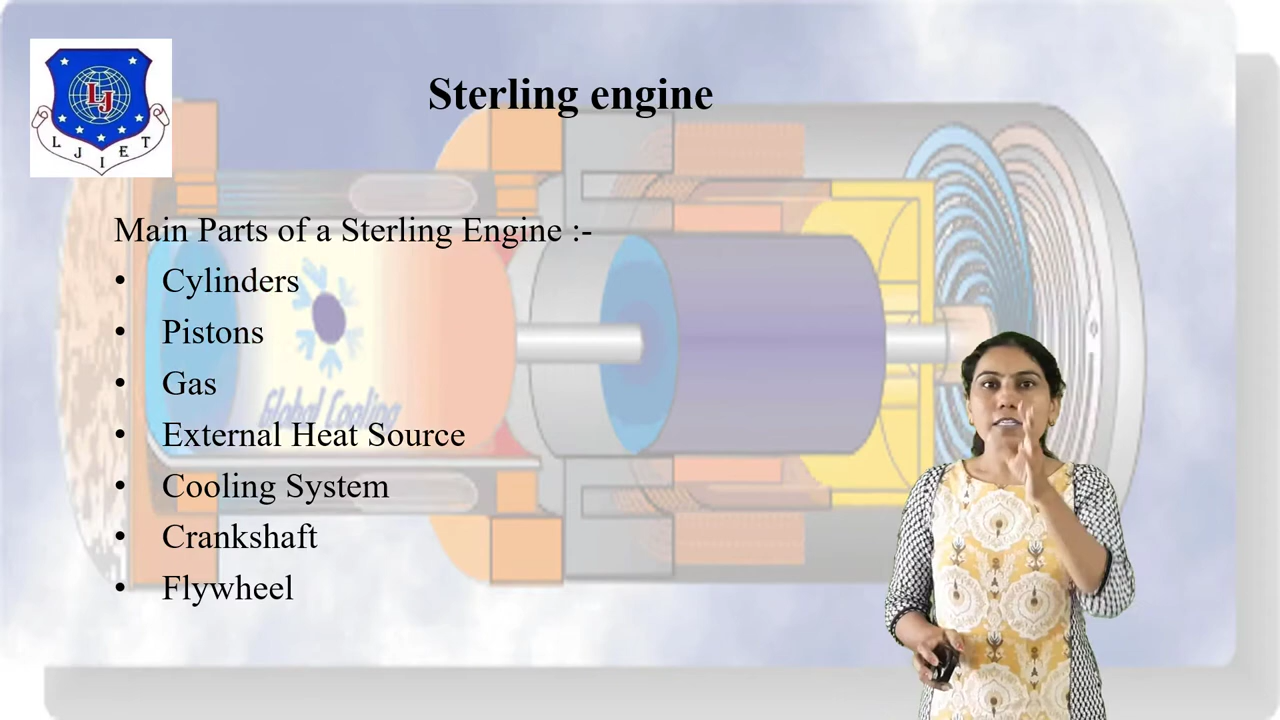 LJ
L J I E T
Sterling engine
Main Parts of a Sterling Engine :-
• Cylinders
• Pistons
• Gas
• External Heat Source
• Cooling System
• Crankshaft
• Flywheel
Global Cooling